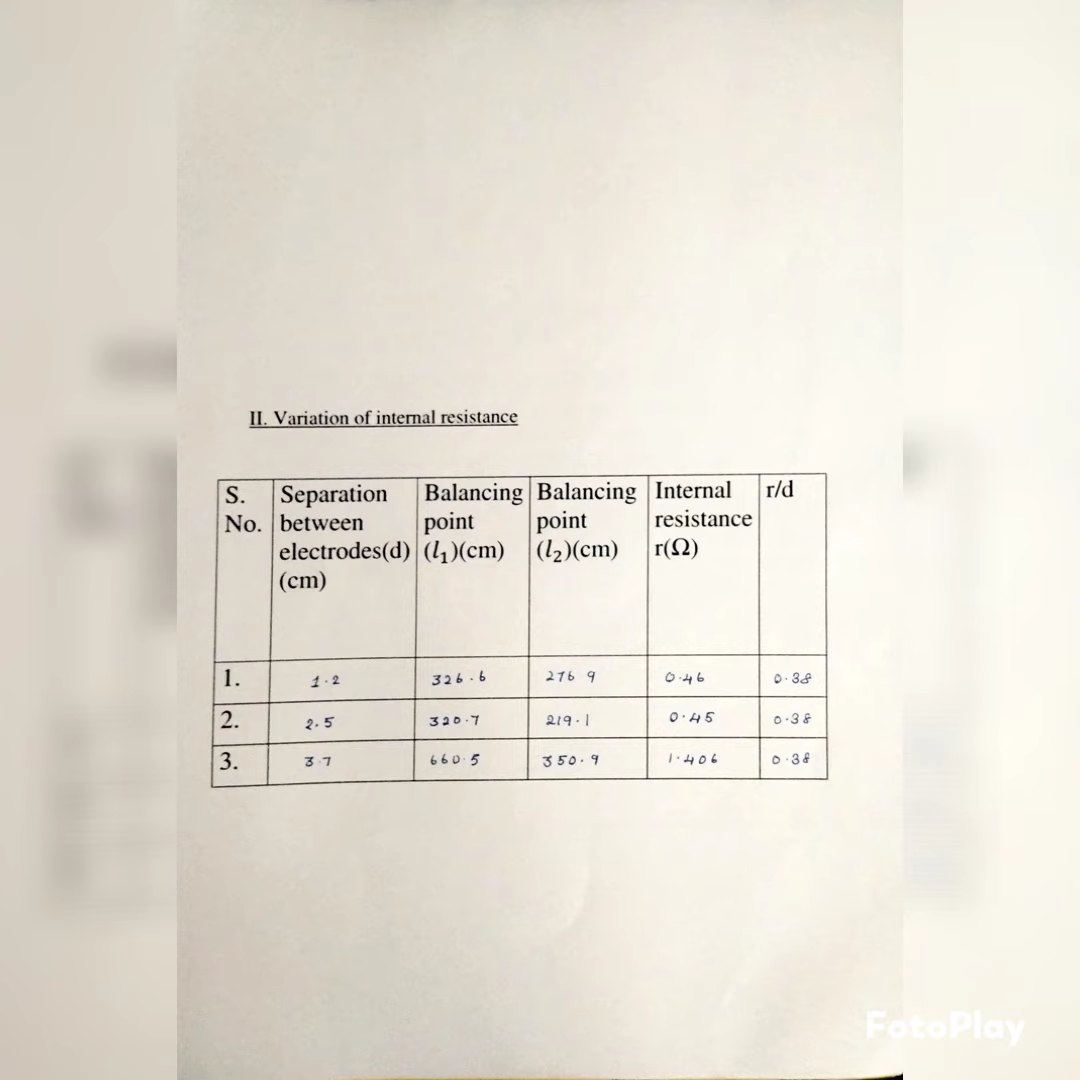 II. Variation of internal resistance
S. No. | Separation between electrodes(d) (cm) | Balancing point (l₁)(cm) | Balancing point (l₂)(cm) | Internal resistance r(Ω) | r/d
1. | 1.2 | 326.6 | 276 9 | 0.46 | 0.38
2. | 2.5 | 320.7 | 219.1 | 0.45 | 0.38
3. | 3.7 | 660.5 | 350.9 | 1.406 | 0.38
FotoPlay